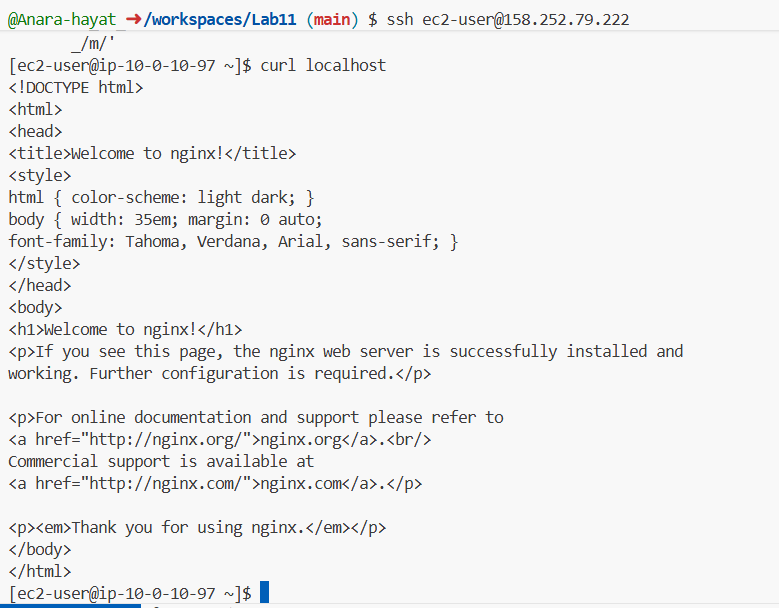 @Anara-hayat ➜/workspaces/Lab11 (main) $ ssh ec2-user@158.252.79.222
_/m/'
[ec2-user@ip-10-0-10-97 ~]$ curl localhost
<!DOCTYPE html>
<html>
<head>
<title>Welcome to nginx!</title>
<style>
html { color-scheme: light dark; }
body { width: 35em; margin: 0 auto;
font-family: Tahoma, Verdana, Arial, sans-serif; }
</style>
</head>
<body>
<h1>Welcome to nginx!</h1>
<p>If you see this page, the nginx web server is successfully installed and
working. Further configuration is required.</p>

<p>For online documentation and support please refer to
<a href="http://nginx.org/">nginx.org</a>.<br/>
Commercial support is available at
<a href="http://nginx.com/">nginx.com</a>.</p>

<p><em>Thank you for using nginx.</em></p>
</body>
</html>
[ec2-user@ip-10-0-10-97 ~]$